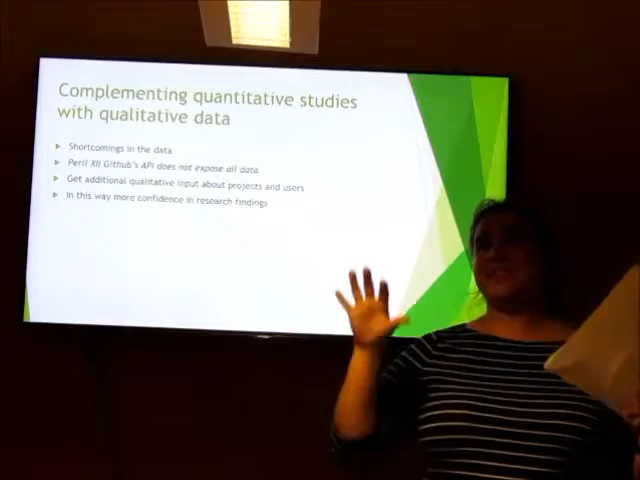 Complementing quantitative studies
with qualitative data
Shortcomings in the data
Peril XII Github's API does not expose all data
Get additional qualitative input about projects and users
In this way more confidence in research findings